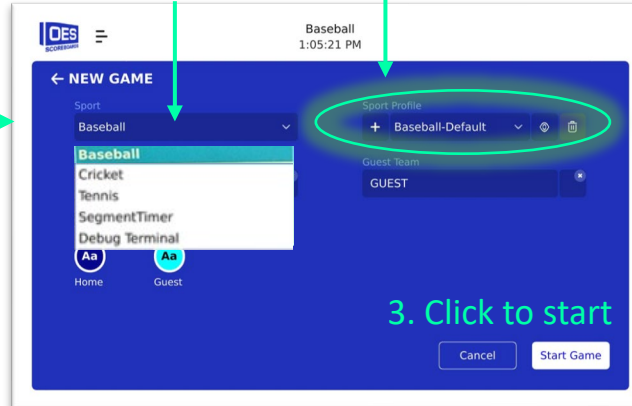 OES
SCOREBOARDS
Baseball
1:05:21 PM
← NEW GAME
Sport
Sport Profile
Baseball
+ Baseball-Default
Baseball
Cricket
Tennis
SegmentTimer
Debug Terminal
Guest Team
GUEST
Aa
Aa
Home
Guest
3. Click to start
Cancel
Start Game